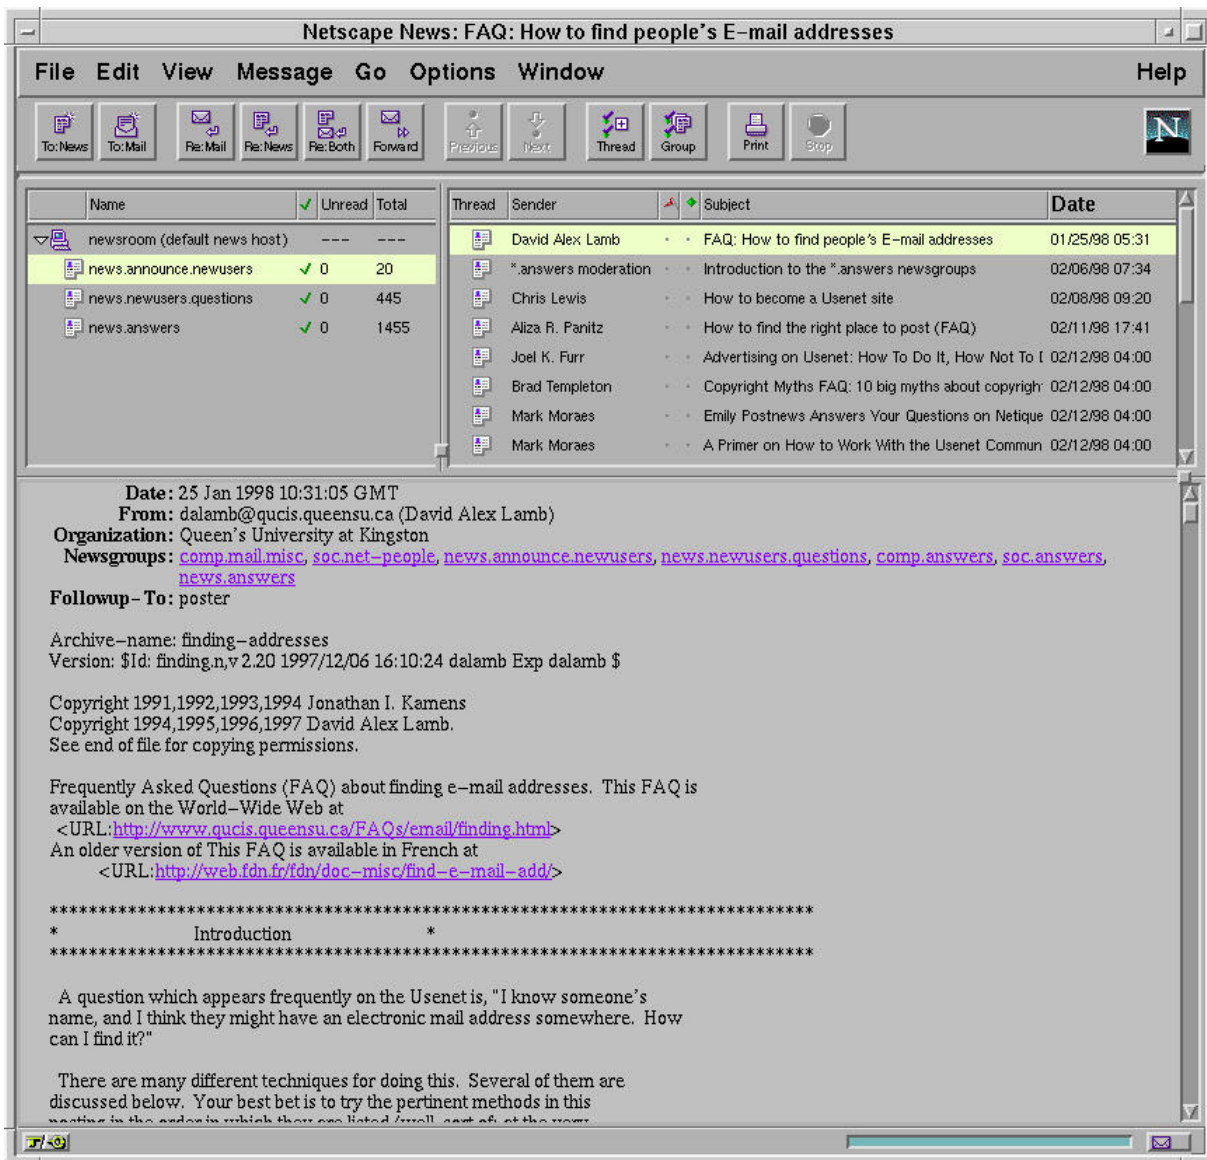 Netscape News: FAQ: How to find people's E-mail addresses
File Edit View Message Go Options Window Help
To:News To:Mail Re:Mail Re:News Re:Both Forward Previous Next Thread Group Print Stop
N
Name Unread Total
newsroom (default news host) --- ---
news.announce.newusers 0 20
news.newusers.questions 0 445
news.answers 0 1455
Thread Sender Subject Date
David Alex Lamb FAQ: How to find people's E-mail addresses 01/25/98 05:31
*.answers moderation Introduction to the *.answers newsgroups 02/06/98 07:34
Chris Lewis How to become a Usenet site 02/08/98 09:20
Aliza R. Panitz How to find the right place to post (FAQ) 02/11/98 17:41
Joel K. Furr Advertising on Usenet: How To Do It, How Not To D 02/12/98 04:00
Brad Templeton Copyright Myths FAQ: 10 big myths about copyrigh 02/12/98 04:00
Mark Moraes Emily Postnews Answers Your Questions on Netique 02/12/98 04:00
Mark Moraes A Primer on How to Work With the Usenet Commun 02/12/98 04:00
Date: 25 Jan 1998 10:31:05 GMT
From: dalamb@qucis.queensu.ca (David Alex Lamb)
Organization: Queen's University at Kingston
Newsgroups: comp.mail.misc, soc.net-people, news.announce.newusers, news.newusers.questions, comp.answers, soc.answers,
news.answers
Followup-To: poster
Archive-name: finding-addresses
Version: $Id: finding.n,v 2.20 1997/12/06 16:10:24 dalamb Exp dalamb $
Copyright 1991,1992,1993,1994 Jonathan I. Kamens
Copyright 1994,1995,1996,1997 David Alex Lamb.
See end of file for copying permissions.
Frequently Asked Questions (FAQ) about finding e-mail addresses. This FAQ is
available on the World-Wide Web at
<URL:http://www.qucis.queensu.ca/FAQs/email/finding.html>
An older version of This FAQ is available in French at
<URL:http://web.fdn.fr/fdn/doc-misc/find-e-mail-add/>
******************************************************************************
* Introduction *
******************************************************************************
A question which appears frequently on the Usenet is, "I know someone's
name, and I think they might have an electronic mail address somewhere. How
can I find it?"
There are many different techniques for doing this. Several of them are
discussed below. Your best bet is to try the pertinent methods in this
posting in the order in which they are listed (well, sort of; at the very